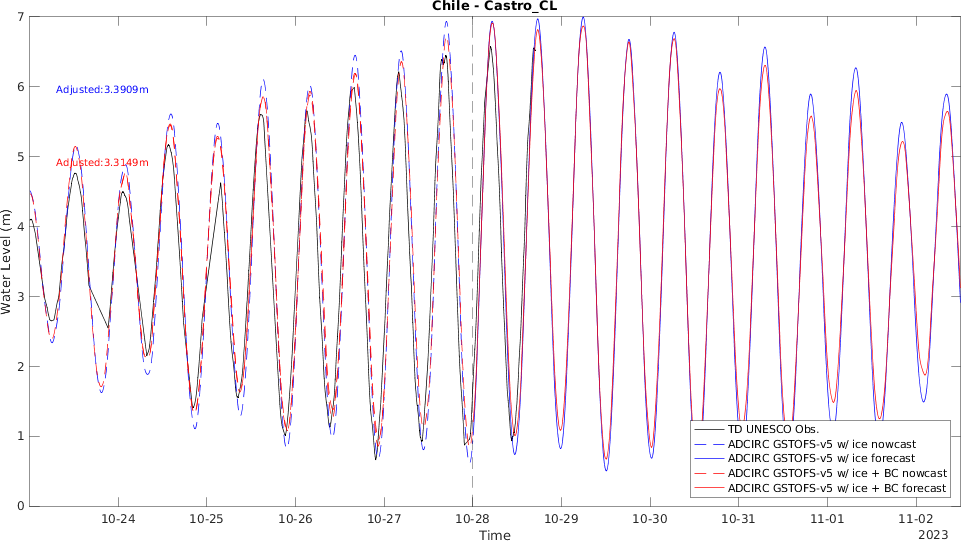 Chile - Castro_CL
Water Level (m)
7
6
5
4
3
2
1
0
Adjusted:3.3909m
Adjusted:3.3149m
TD UNESCO Obs.
ADCIRC GSTOFS-v5 w/ ice nowcast
ADCIRC GSTOFS-v5 w/ ice forecast
ADCIRC GSTOFS-v5 w/ ice + BC nowcast
ADCIRC GSTOFS-v5 w/ ice + BC forecast
10-24 10-25 10-26 10-27 10-28 10-29 10-30 10-31 11-01 11-02
Time
2023